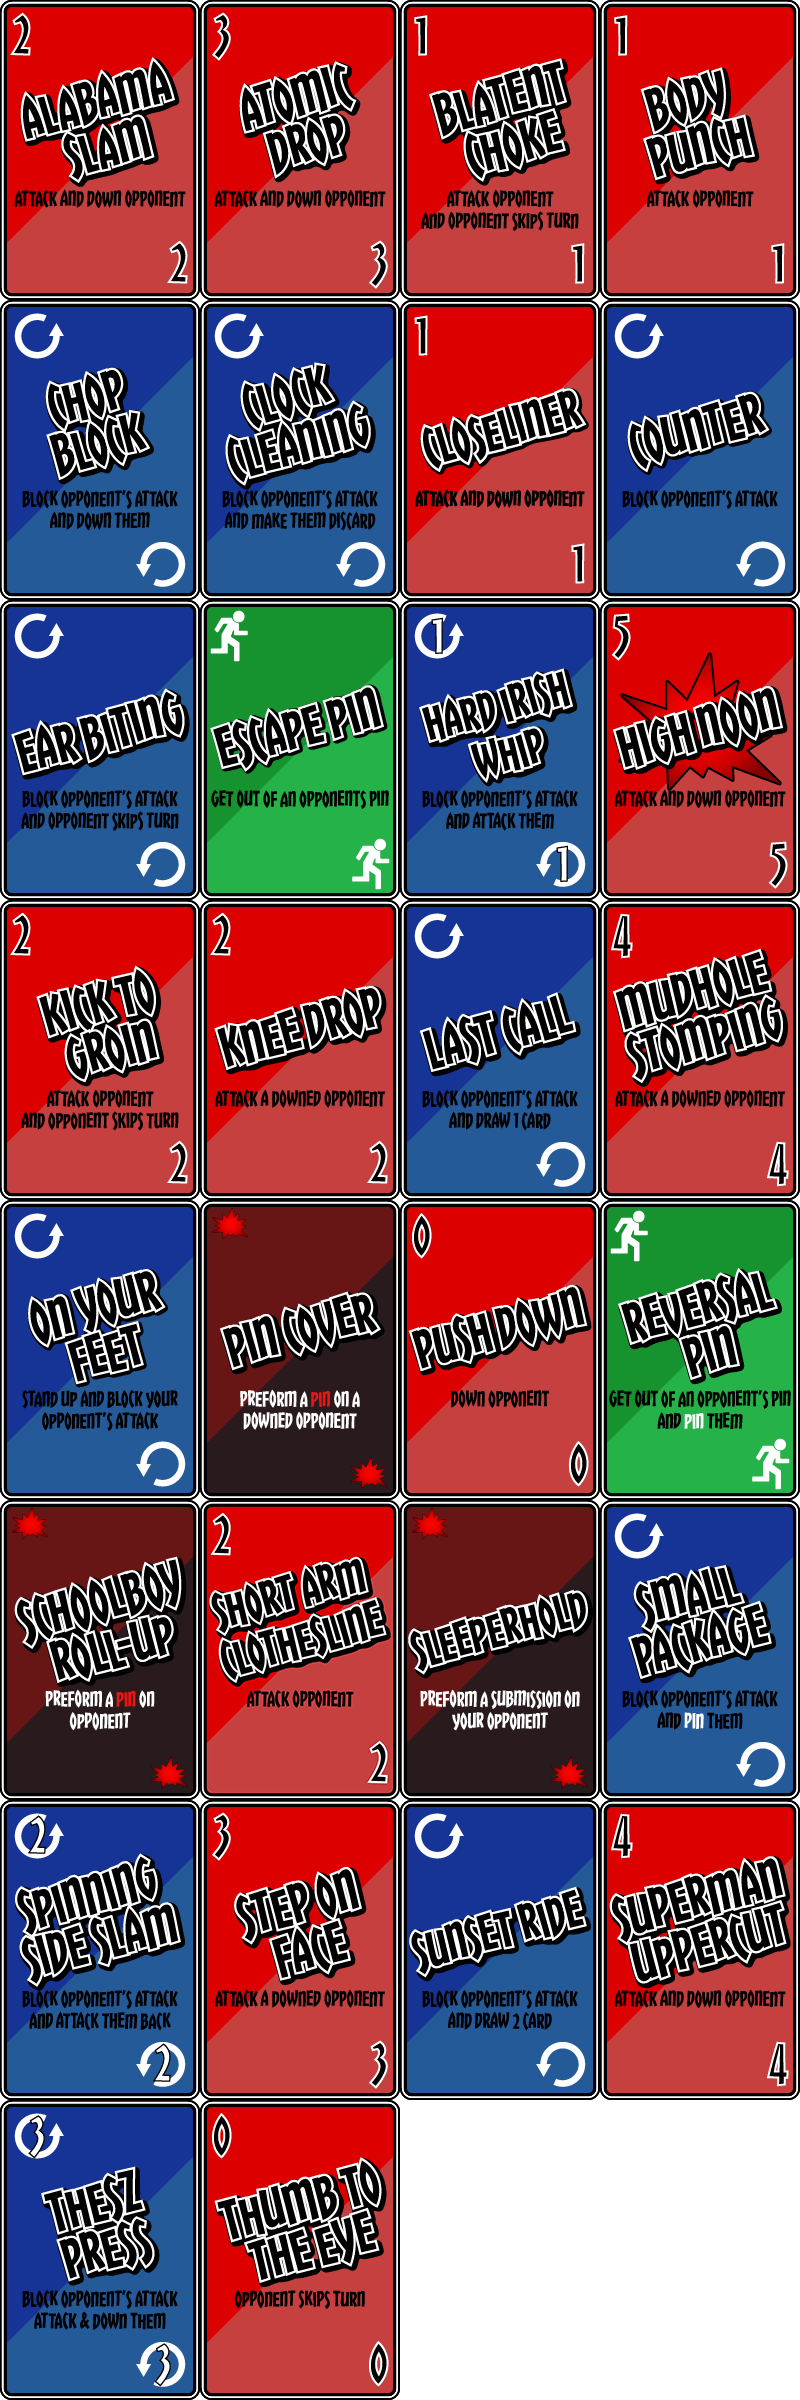 2
ALABAMA
SLAM
ATTACK AND DOWN OPPONENT
2
3
ATOMIC
DROP
ATTACK AND DOWN OPPONENT
3
1
BLATENT
CHOKE
ATTACK OPPONENT
AND OPPONENT SKIPS TURN
1
1
BODY
PUNCH
ATTACK OPPONENT
1
CHOP
BLOCK
BLOCK OPPONENT'S ATTACK
AND DOWN THEM
CLOCK
CLEANING
BLOCK OPPONENT'S ATTACK
AND MAKE THEM DISCARD
1
CLOSELINER
ATTACK AND DOWN OPPONENT
1
COUNTER
BLOCK OPPONENT'S ATTACK
EAR BITING
BLOCK OPPONENT'S ATTACK
AND OPPONENT SKIPS TURN
ESCAPE PIN
GET OUT OF AN OPPONENTS PIN
1
HARD IRISH
WHIP
BLOCK OPPONENT'S ATTACK
AND ATTACK THEM
1
5
HIGH NOON
ATTACK AND DOWN OPPONENT
5
2
KICK TO
GROIN
ATTACK OPPONENT
AND OPPONENT SKIPS TURN
2
2
KNEE DROP
ATTACK A DOWNED OPPONENT
2
LAST CALL
BLOCK OPPONENT'S ATTACK
AND DRAW 1 CARD
4
MUDHOLE
STOMPING
ATTACK A DOWNED OPPONENT
4
ON YOUR
FEET
STAND UP AND BLOCK YOUR
OPPONENT'S ATTACK
PIN COVER
PREFORM A PIN ON A
DOWNED OPPONENT
0
PUSH DOWN
DOWN OPPONENT
0
REVERSAL
PIN
GET OUT OF AN OPPONENT'S PIN
AND PIN THEM
SCHOOLBOY
ROLL-UP
PREFORM A PIN ON
OPPONENT
2
SHORT ARM
CLOTHESLINE
ATTACK OPPONENT
2
SLEEPERHOLD
PREFORM A SUBMISSION ON
YOUR OPPONENT
SMALL
PACKAGE
BLOCK OPPONENT'S ATTACK
AND PIN THEM
2
SPINNING
SIDE SLAM
BLOCK OPPONENT'S ATTACK
AND ATTACK THEM BACK
2
3
STEP ON
FACE
ATTACK A DOWNED OPPONENT
3
SUNSET RIDE
BLOCK OPPONENT'S ATTACK
AND DRAW 2 CARD
4
SUPERMAN
UPPERCUT
ATTACK AND DOWN OPPONENT
4
3
THESZ
PRESS
BLOCK OPPONENT'S ATTACK
ATTACK & DOWN THEM
3
0
THUMB TO
THE EYE
OPPONENT SKIPS TURN
0